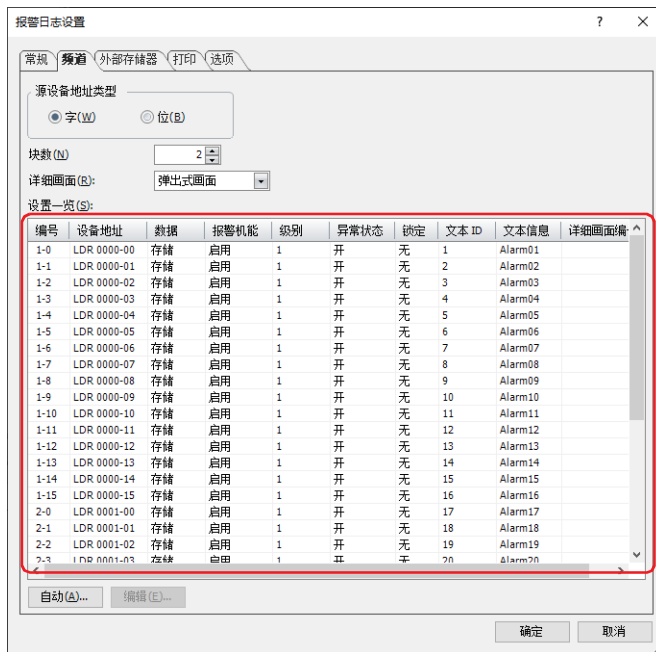 报警日志设置 ?
常规 频道 外部存储器 打印 选项
源设备地址类型
字(W) 位(B)
块数(N) 2
详细画面(R): 弹出式画面
设置一览(S):
编号 设备地址 数据 报警机能 级别 异常状态 锁定 文本 ID 文本信息 详细画面编
1-0 LDR 0000-00 存储 启用 1 开 无 1 Alarm01
1-1 LDR 0000-01 存储 启用 1 开 无 2 Alarm02
1-2 LDR 0000-02 存储 启用 1 开 无 3 Alarm03
1-3 LDR 0000-03 存储 启用 1 开 无 4 Alarm04
1-4 LDR 0000-04 存储 启用 1 开 无 5 Alarm05
1-5 LDR 0000-05 存储 启用 1 开 无 6 Alarm06
1-6 LDR 0000-06 存储 启用 1 开 无 7 Alarm07
1-7 LDR 0000-07 存储 启用 1 开 无 8 Alarm08
1-8 LDR 0000-08 存储 启用 1 开 无 9 Alarm09
1-9 LDR 0000-09 存储 启用 1 开 无 10 Alarm10
1-10 LDR 0000-10 存储 启用 1 开 无 11 Alarm11
1-11 LDR 0000-11 存储 启用 1 开 无 12 Alarm12
1-12 LDR 0000-12 存储 启用 1 开 无 13 Alarm13
1-13 LDR 0000-13 存储 启用 1 开 无 14 Alarm14
1-14 LDR 0000-14 存储 启用 1 开 无 15 Alarm15
1-15 LDR 0000-15 存储 启用 1 开 无 16 Alarm16
2-0 LDR 0001-00 存储 启用 1 开 无 17 Alarm17
2-1 LDR 0001-01 存储 启用 1 开 无 18 Alarm18
2-2 LDR 0001-02 存储 启用 1 开 无 19 Alarm19
2-3 LDR 0001-03 存储 启用 1 开 无 20 Alarm20
自动(A)... 编辑(E)...
确定 取消